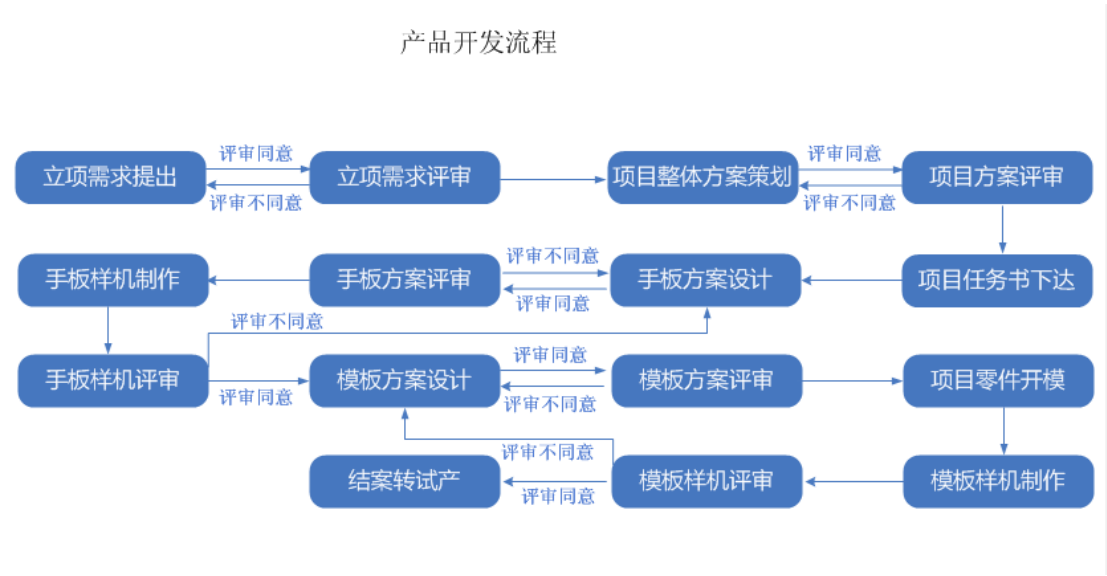 产品开发流程
评审同意
评审同意
立项需求提出
立项需求评审
项目整体方案策划
项目方案评审
评审不同意
评审不同意
评审不同意
手板样机制作
手板方案评审
手板方案设计
项目任务书下达
评审同意
评审不同意
评审同意
手板样机评审
模板方案设计
模板方案评审
项目零件开模
评审同意
评审不同意
评审不同意
结案转试产
模板样机评审
模板样机制作
评审同意